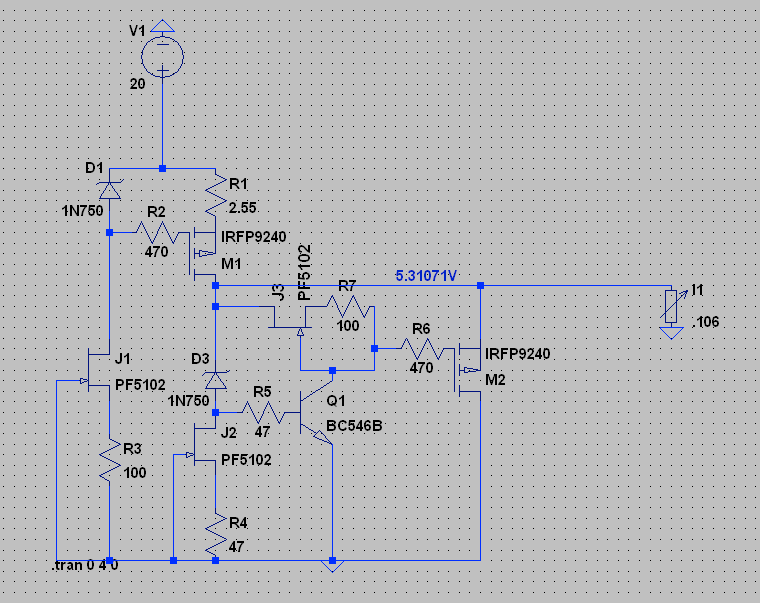 V1
20
D1
R1
1N750
2.55
R2
470
IRFP9240
M1
J3
PF5102
5.31071V
R7
100
I1
.106
R6
470
IRFP9240
M2
J1
PF5102
D3
1N750
R5
47
Q1
BC546B
J2
PF5102
R3
100
R4
47
.tran 0 4 0